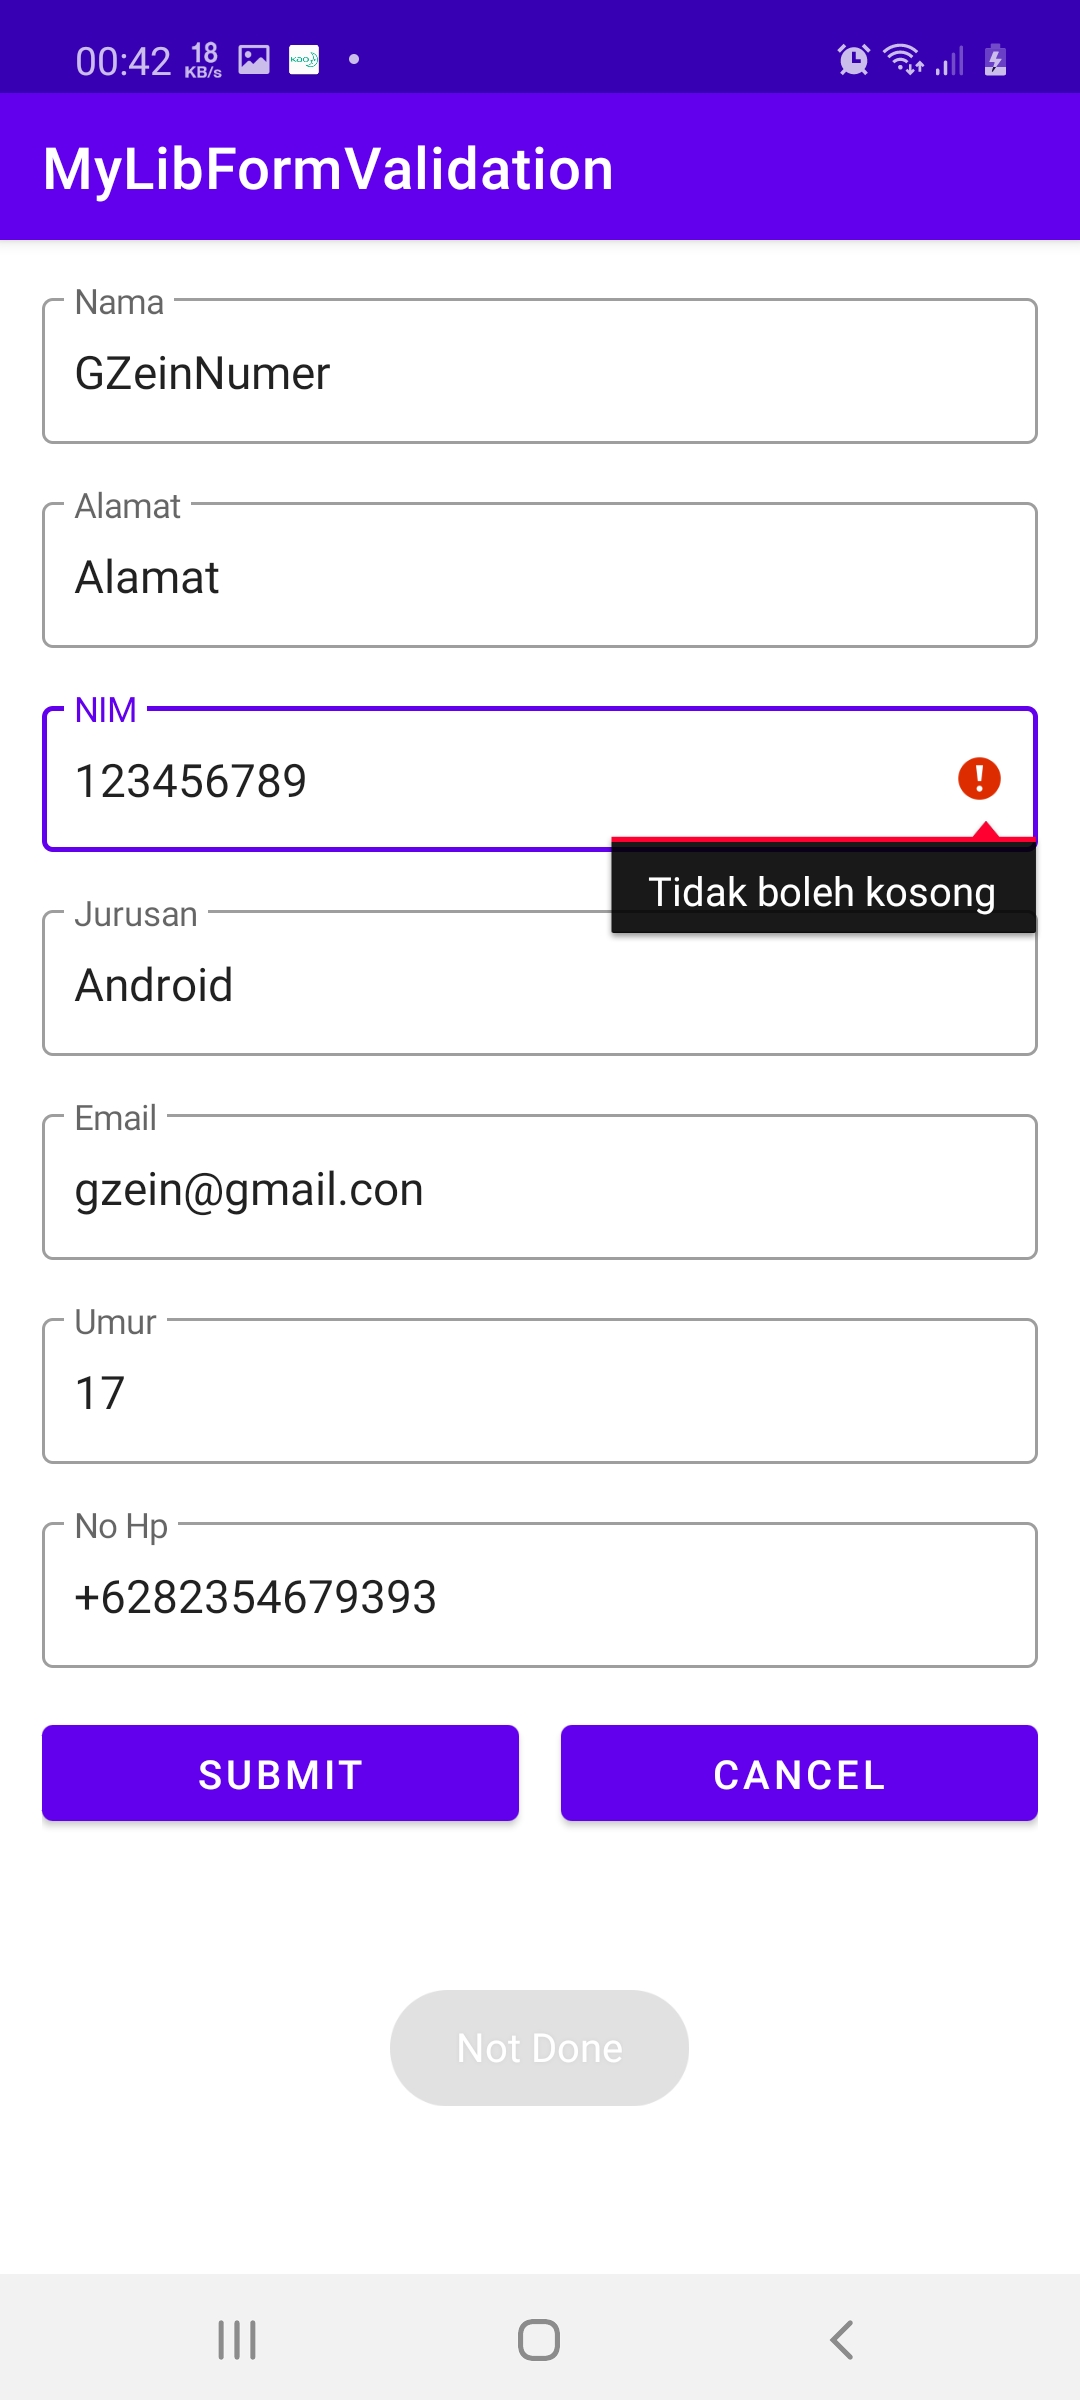 00:42 18 KB/s KAO
MyLibFormValidation
Nama
GZeinNumer
Alamat
Alamat
NIM
123456789
Tidak boleh kosong
Jurusan
Android
Email
gzein@gmail.con
Umur
17
No Hp
+6282354679393
SUBMIT CANCEL
Not Done